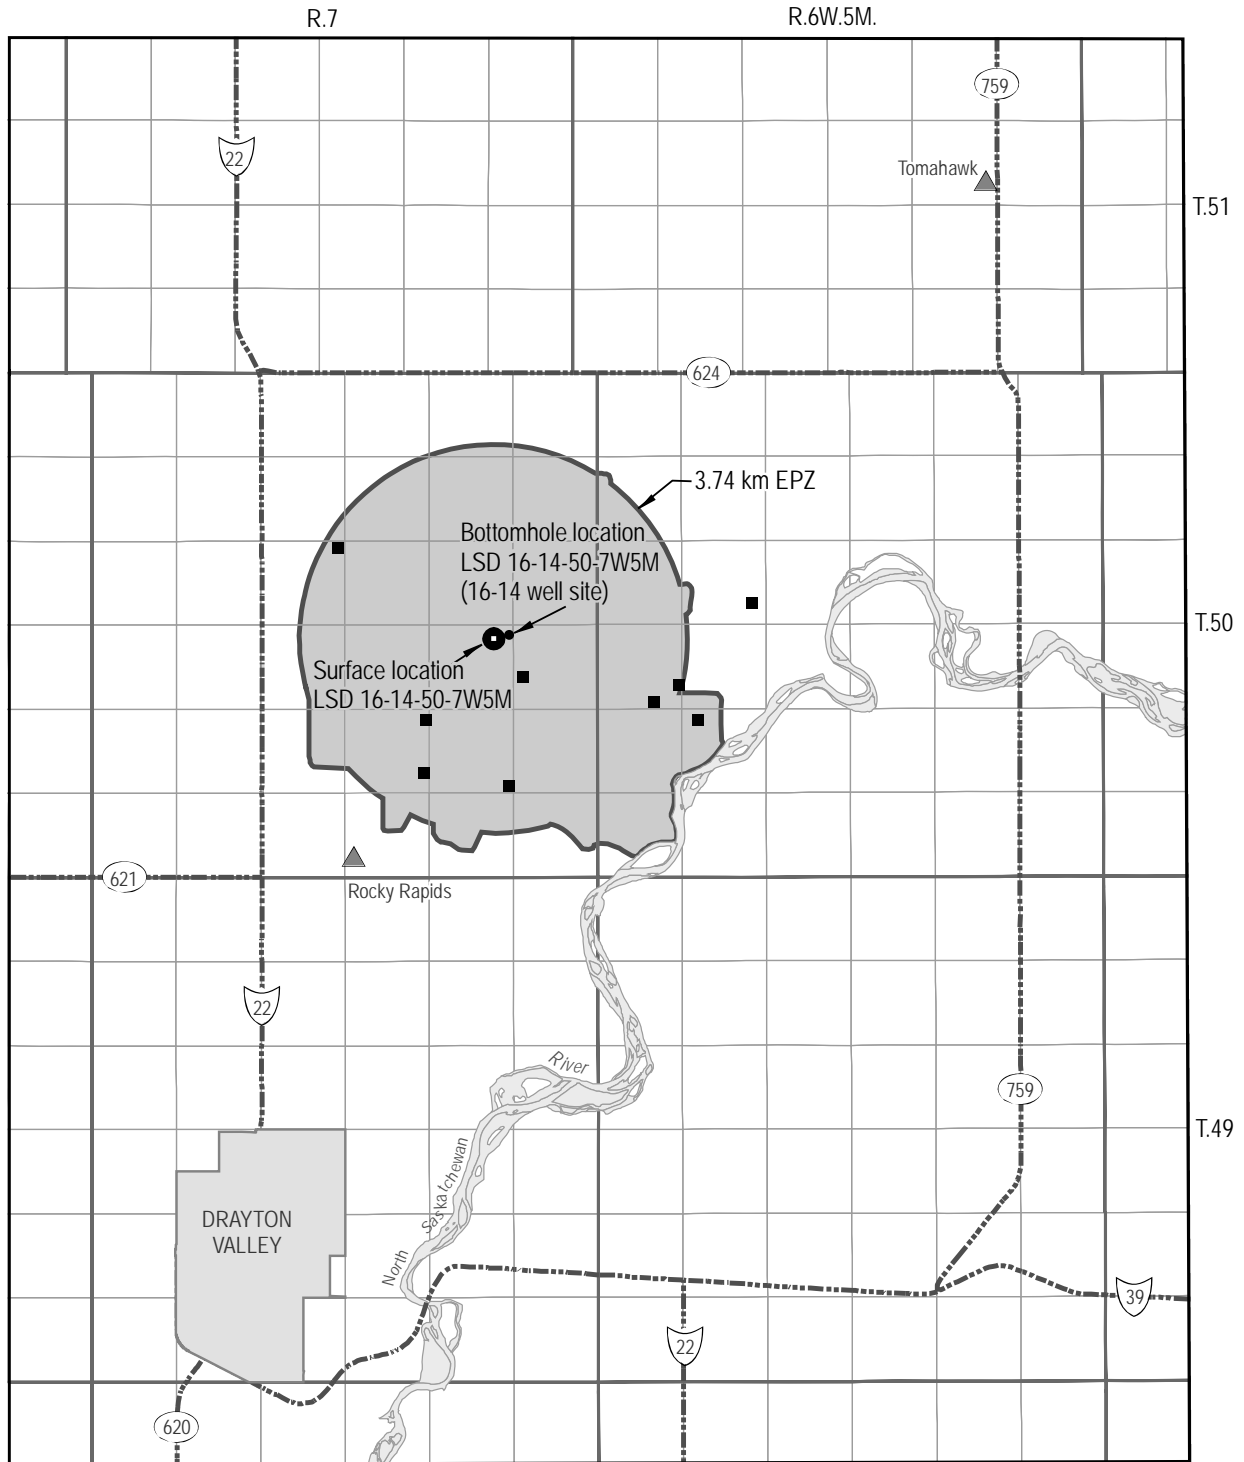 R.7
R.6W.5M.
759
22
Tomahawk
T.51
624
3.74 km EPZ
Bottomhole location
LSD 16-14-50-7W5M
(16-14 well site)
T.50
Surface location
LSD 16-14-50-7W5M
621
Rocky Rapids
22
River
759
T.49
Saskatchewan
DRAYTON
VALLEY
North
39
22
620